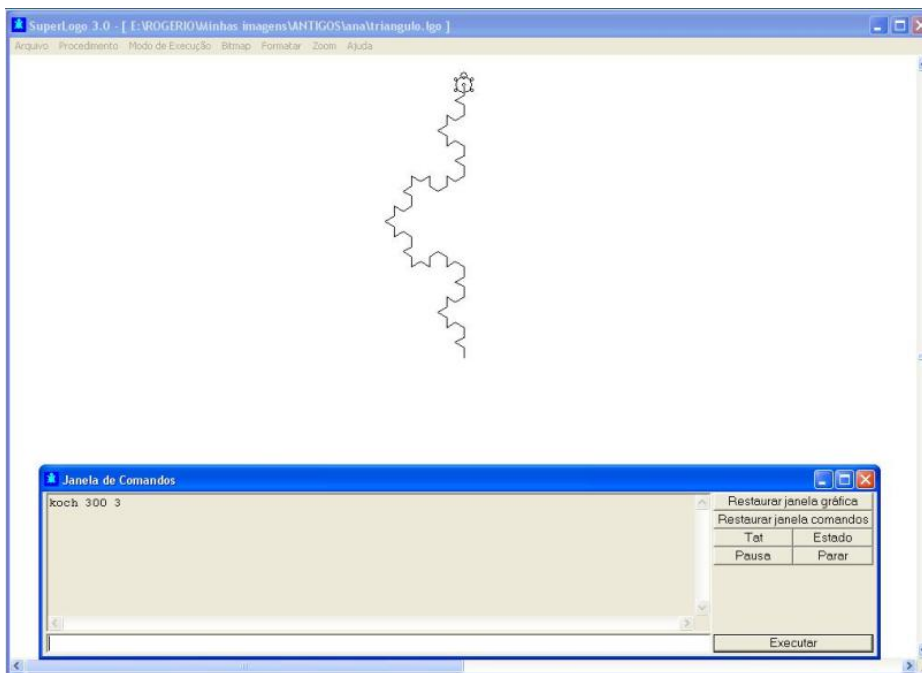 SuperLogo 3.0 - [ E:\ROGERIO\Minhas imagens\ANTIGOS\ana\triangulo.lgo ]
Arquivo Procedimento Modo de Execução Bitmap Formatar Zoom Ajuda
Janela de Comandos
koch 300 3
Restaurar janela gráfica
Restaurar janela comandos
Tat Estado
Pausa Parar
Executar